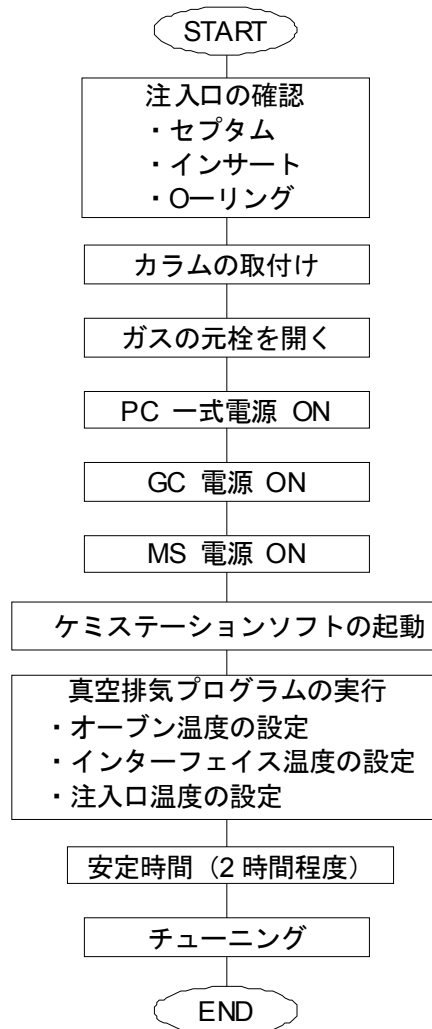 START
注入口の確認
・セプタム
・インサート
・Oーリング
カラムの取付け
ガスの元栓を開く
PC 一式電源 ON
GC 電源 ON
MS 電源 ON
ケミステーションソフトの起動
真空排気プログラムの実行
・オーブン温度の設定
・インターフェイス温度の設定
・注入口温度の設定
安定時間（2 時間程度）
チューニング
END